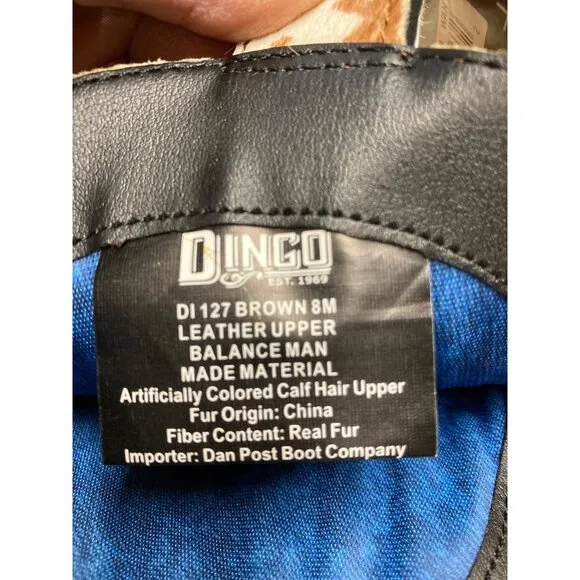 DINGO
EST. 1969
DI 127 BROWN 8M
LEATHER UPPER
BALANCE MAN
MADE MATERIAL
Artificially Colored Calf Hair Upper
Fur Origin: China
Fiber Content: Real Fur
Importer: Dan Post Boot Company